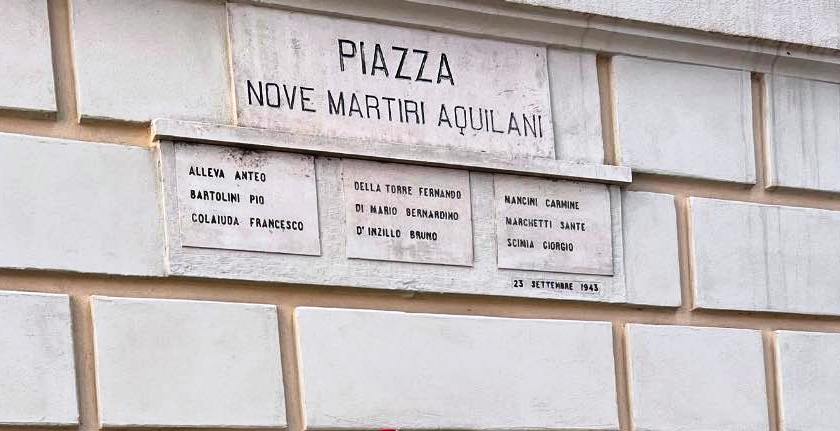 PIAZZA
NOVE MARTIRI AQUILANI
ALLEVA ANTEO
BARTOLINI PIO
COLAIUDA FRANCESCO
DELLA TORRE FERNANDO
DI MARIO BERNARDINO
D'INZILLO BRUNO
MANCINI CARMINE
MARCHETTI SANTE
SCIMIA GIORGIO
23 SETTEMBRE 1943